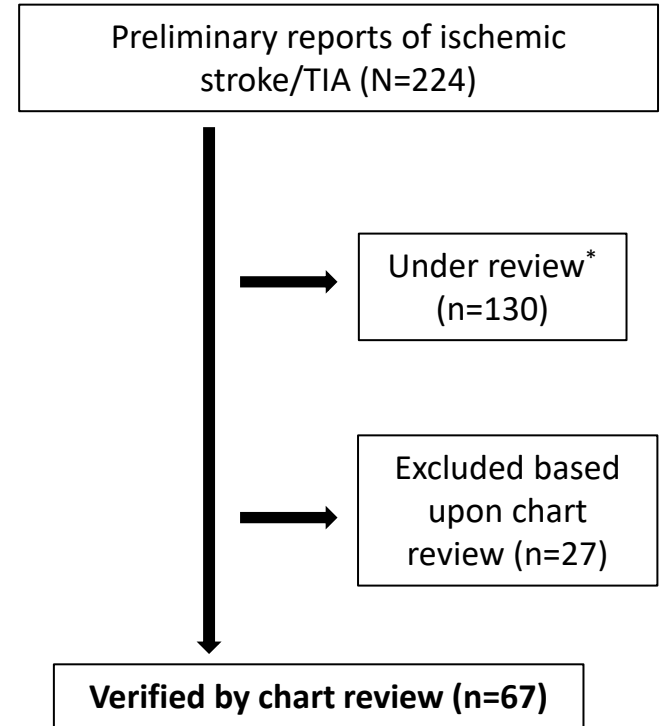 Preliminary reports of ischemic
stroke/TIA (N=224)
Under review*
(n=130)
Excluded based
upon chart
review (n=27)
Verified by chart review (n=67)